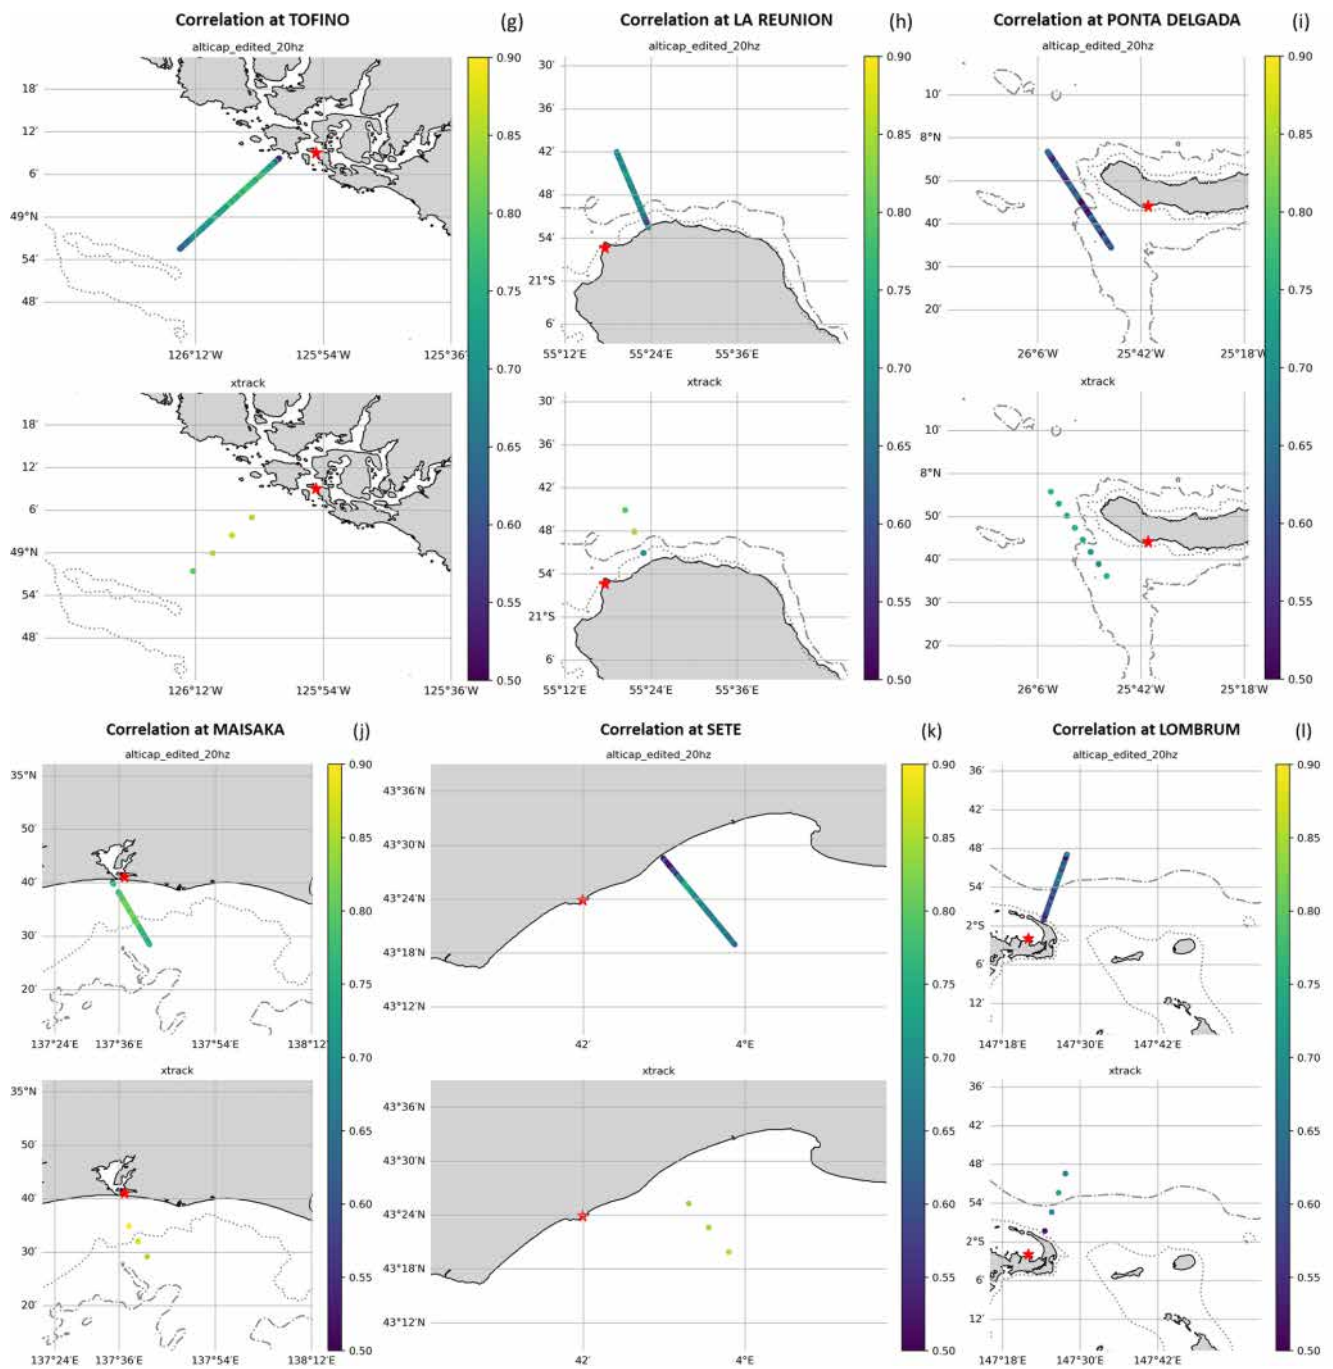 Correlation at TOFINO (g) Correlation at LA REUNION (h) Correlation at PONTA DELGADA (i)
alticap_edited_20hz alticap_edited_20hz alticap_edited_20hz
18′
12′
6′
49°N
54′
48′
126°12′W 125°54′W 125°36′W
0.90
0.85
0.80
0.75
0.70
0.65
0.60
0.55
0.50
30′
36′
42′
48′
54′
21°S
6′
55°12′E 55°24′E 55°36′E
0.90
0.85
0.80
0.75
0.70
0.65
0.60
0.55
0.50
10′
8°N
50′
40′
30′
20′
26°6′W 25°42′W 25°18′W
0.90
0.85
0.80
0.75
0.70
0.65
0.60
0.55
0.50
xtrack xtrack xtrack
18′
12′
6′
49°N
54′
48′
126°12′W 125°54′W 125°36′W
30′
36′
42′
48′
54′
21°S
6′
55°12′E 55°24′E 55°36′E
10′
8°N
50′
40′
30′
20′
26°6′W 25°42′W 25°18′W
Correlation at MAISAKA (j) Correlation at SETE (k) Correlation at LOMBRUM (l)
alticap_edited_20hz alticap_edited_20hz alticap_edited_20hz
35°N
50′
40′
30′
20′
137°24′E 137°36′E 137°54′E 138°12′E
0.90
0.85
0.80
0.75
0.70
0.65
0.60
0.55
0.50
43°36′N
43°30′N
43°24′N
43°18′N
43°12′N
42′ 4°E
0.90
0.85
0.80
0.75
0.70
0.65
0.60
0.55
0.50
36′
42′
48′
54′
2°S
6′
12′
147°18′E 147°30′E 147°42′E
0.90
0.85
0.80
0.75
0.70
0.65
0.60
0.55
0.50
xtrack xtrack xtrack
35°N
50′
40′
30′
20′
137°24′E 137°36′E 137°54′E 138°12′E
43°36′N
43°30′N
43°24′N
43°18′N
43°12′N
42′ 4°E
36′
42′
48′
54′
2°S
6′
12′
147°18′E 147°30′E 147°42′E